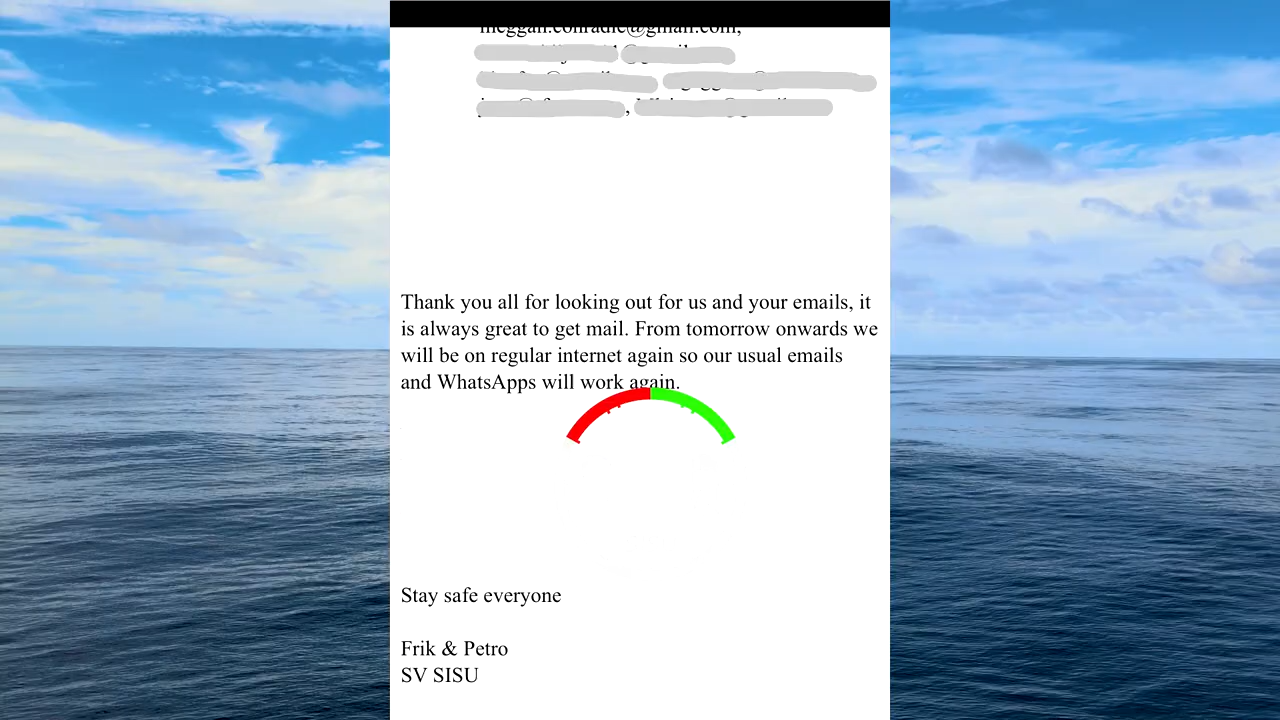 Thank you all for looking out for us and your emails, it
is always great to get mail. From tomorrow onwards we
will be on regular internet again so our usual emails
and WhatsApps will work again.
Stay safe everyone
Frik & Petro
SV SISU